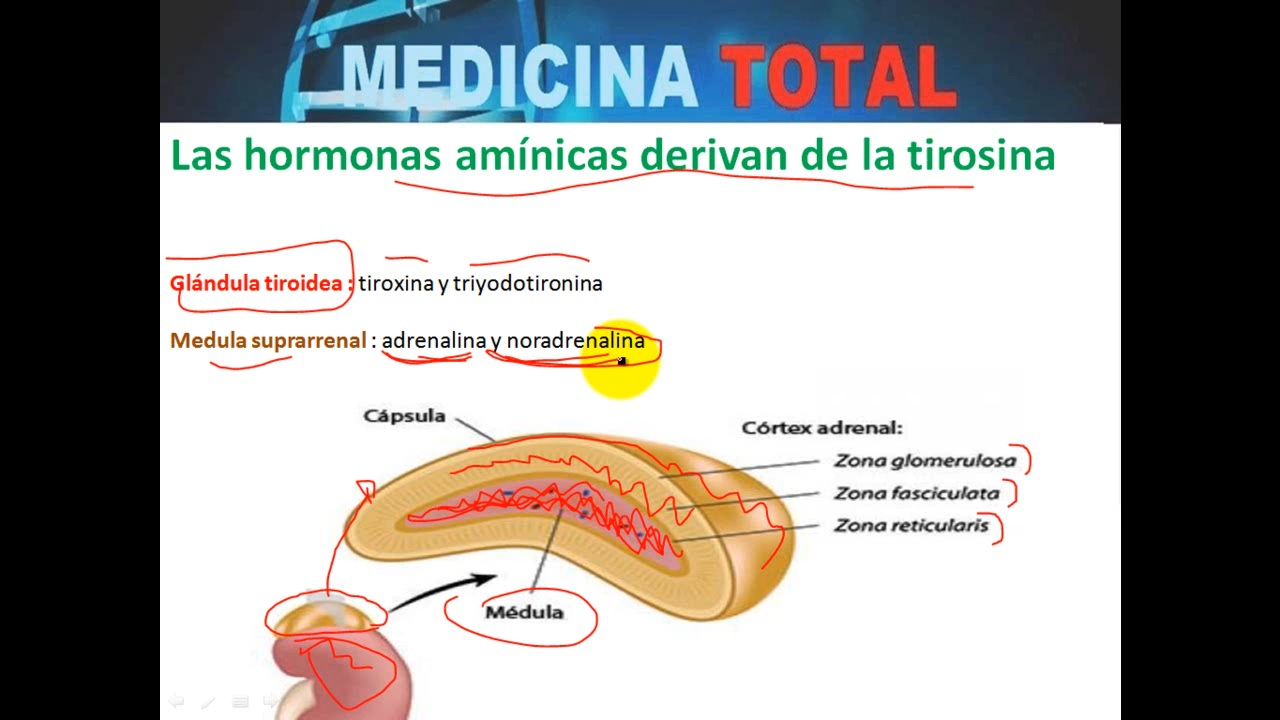 MEDICINA TOTAL
Las hormonas amínicas derivan de la tirosina
Glándula tiroidea : tiroxina y triyodotironina
Medula suprarrenal : adrenalina y noradrenalina
Cápsula
Córtex adrenal:
Zona glomerulosa
Zona fasciculata
Zona reticularis
Médula